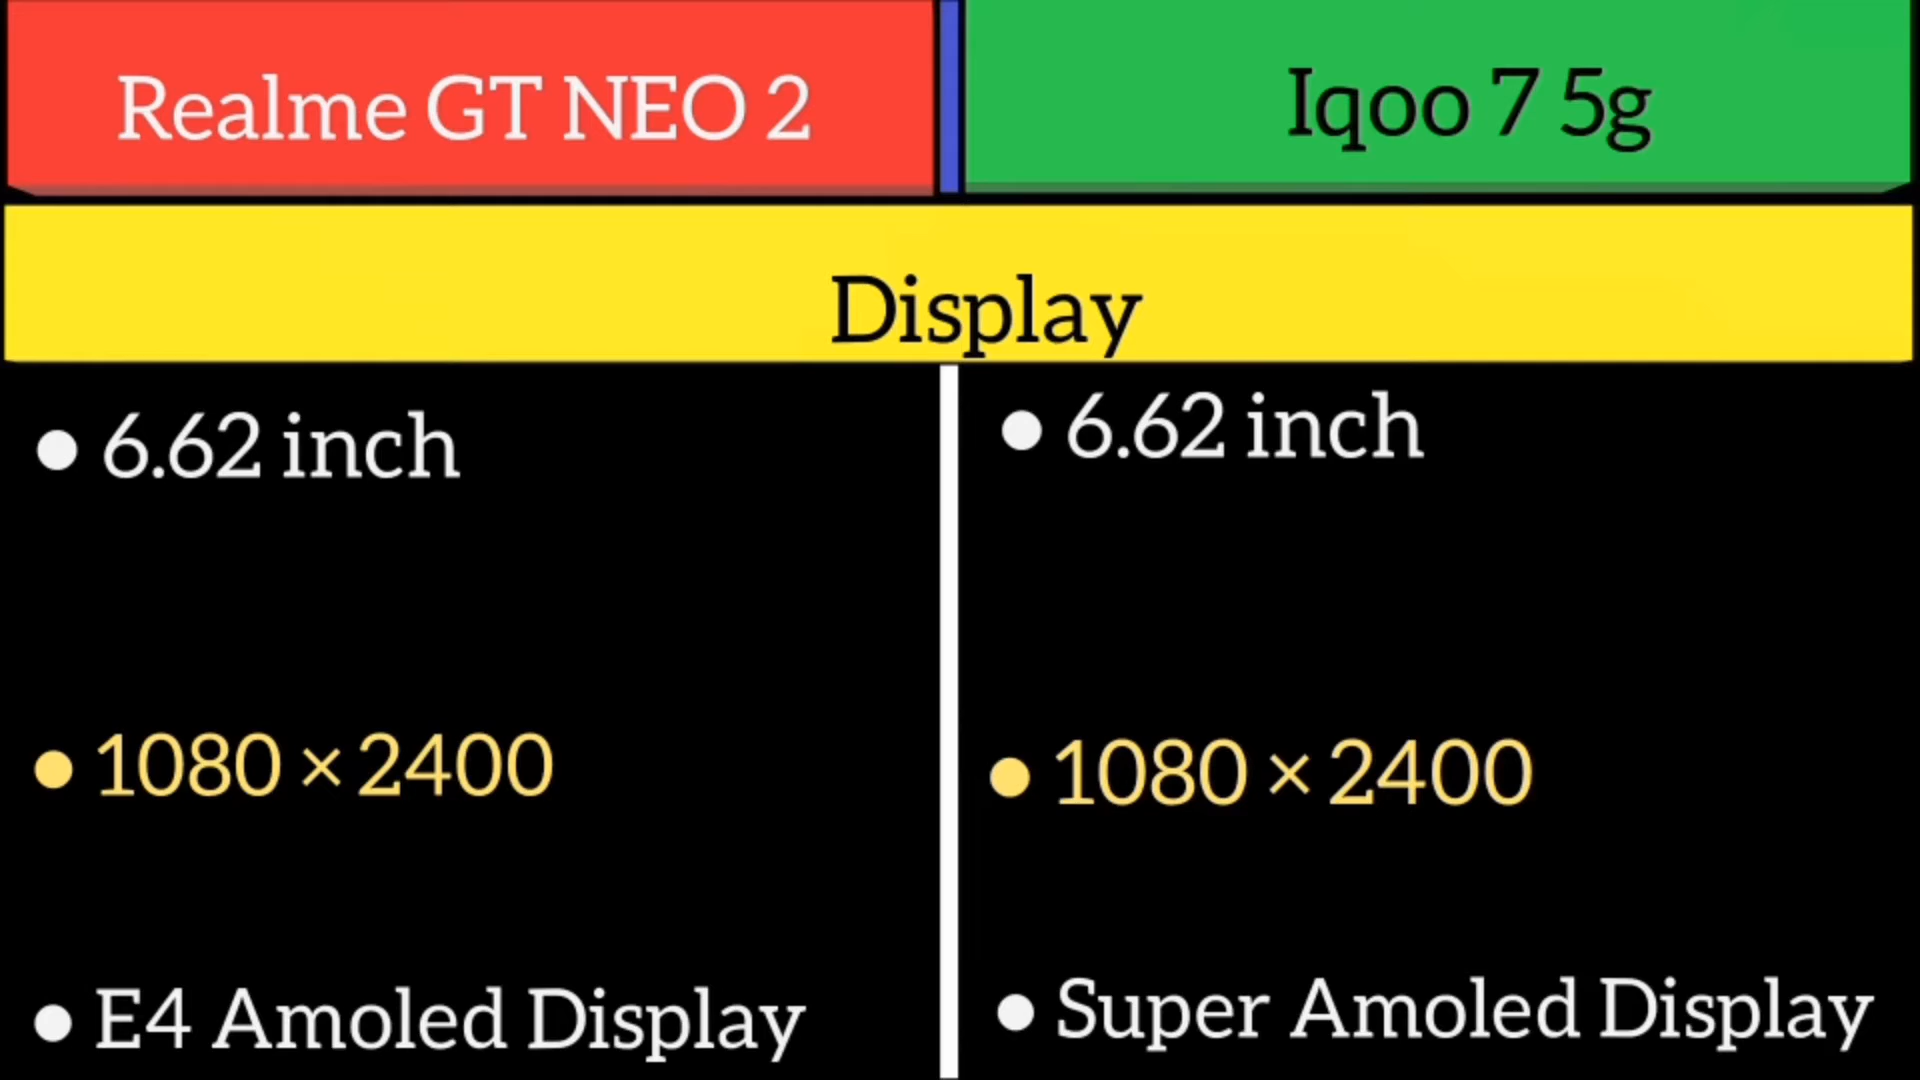 Realme GT NEO 2
Iqoo 7 5g
Display
6.62 inch
6.62 inch
1080 × 2400
1080 × 2400
E4 Amoled Display
Super Amoled Display